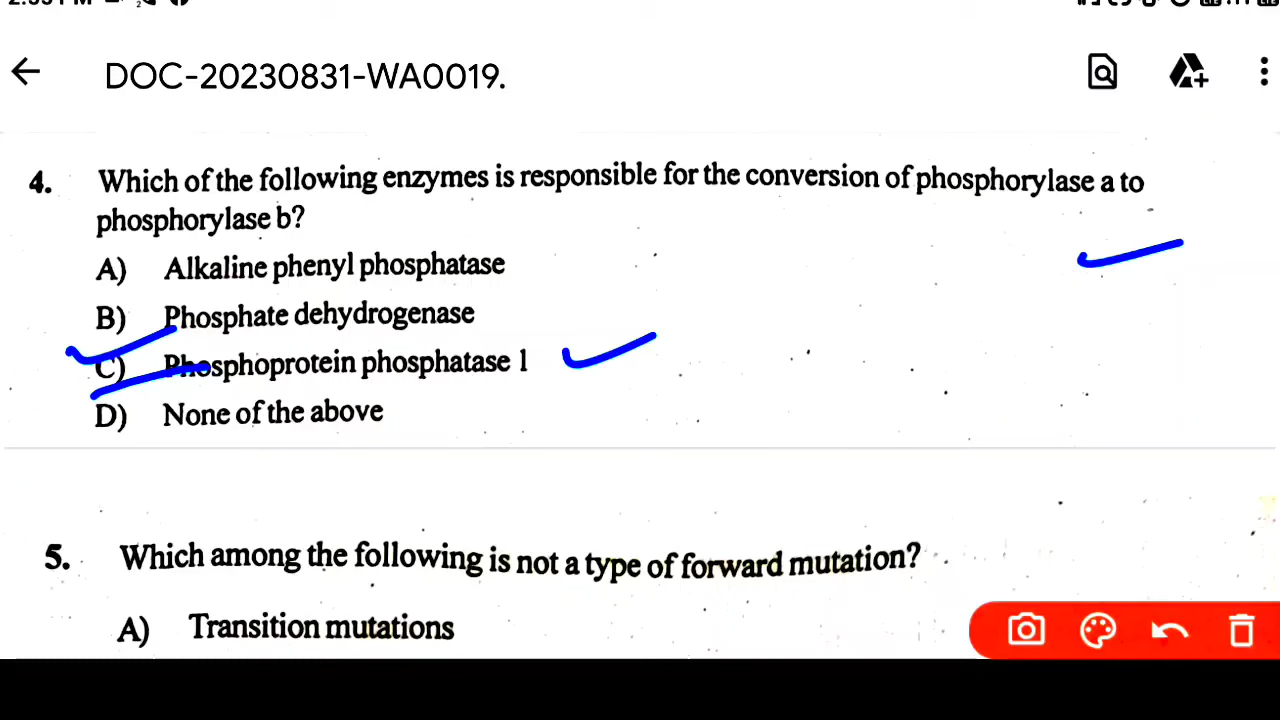 DOC-20230831-WA0019.
4. Which of the following enzymes is responsible for the conversion of phosphorylase a to
phosphorylase b?
A) Alkaline phenyl phosphatase
B) Phosphate dehydrogenase
C) Phosphoprotein phosphatase 1
D) None of the above
5. Which among the following is not a type of forward mutation?
A) Transition mutations